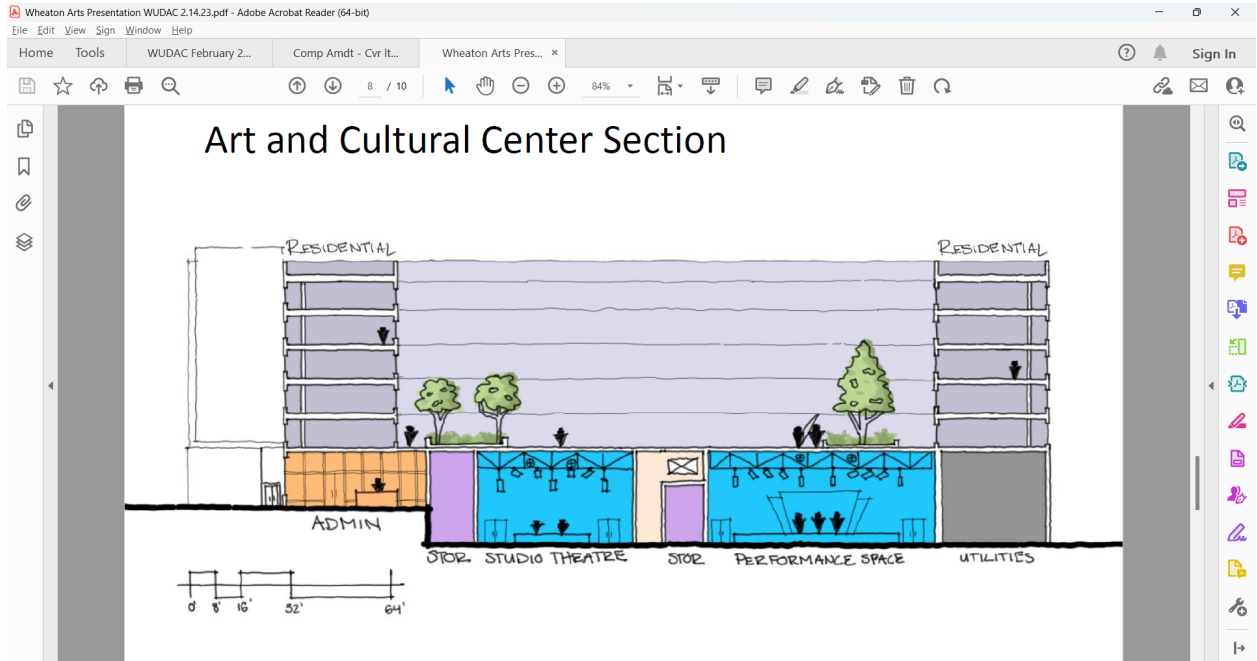 Wheaton Arts Presentation WUDAC 2.14.23.pdf - Adobe Acrobat Reader (64-bit)
File Edit View Sign Window Help
Home Tools WUDAC February 2... Comp Amdt - Cvr lt... Wheaton Arts Pres... × Sign In
8 / 10 84%
Art and Cultural Center Section
RESIDENTIAL RESIDENTIAL
ADMIN
STOR STUDIO THEATRE STOR PERFORMANCE SPACE UTILITIES
0' 8' 16' 32' 64'